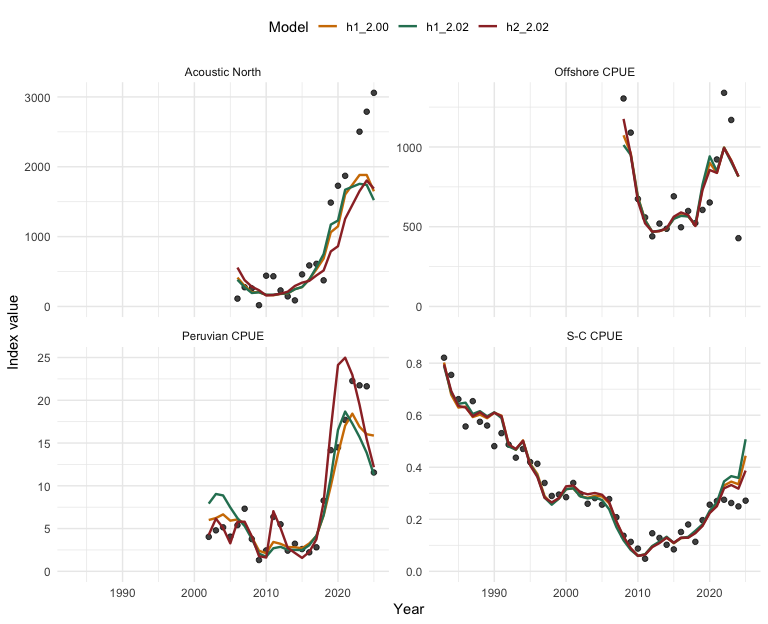 Model h1_2.00 h1_2.02 h2_2.02
Acoustic North
Offshore CPUE
3000
2000
1000
0
1000
500
0
Index value
Peruvian CPUE
S-C CPUE
25
20
15
10
5
0
0.8
0.6
0.4
0.2
0.0
1990 2000 2010 2020
1990 2000 2010 2020
Year